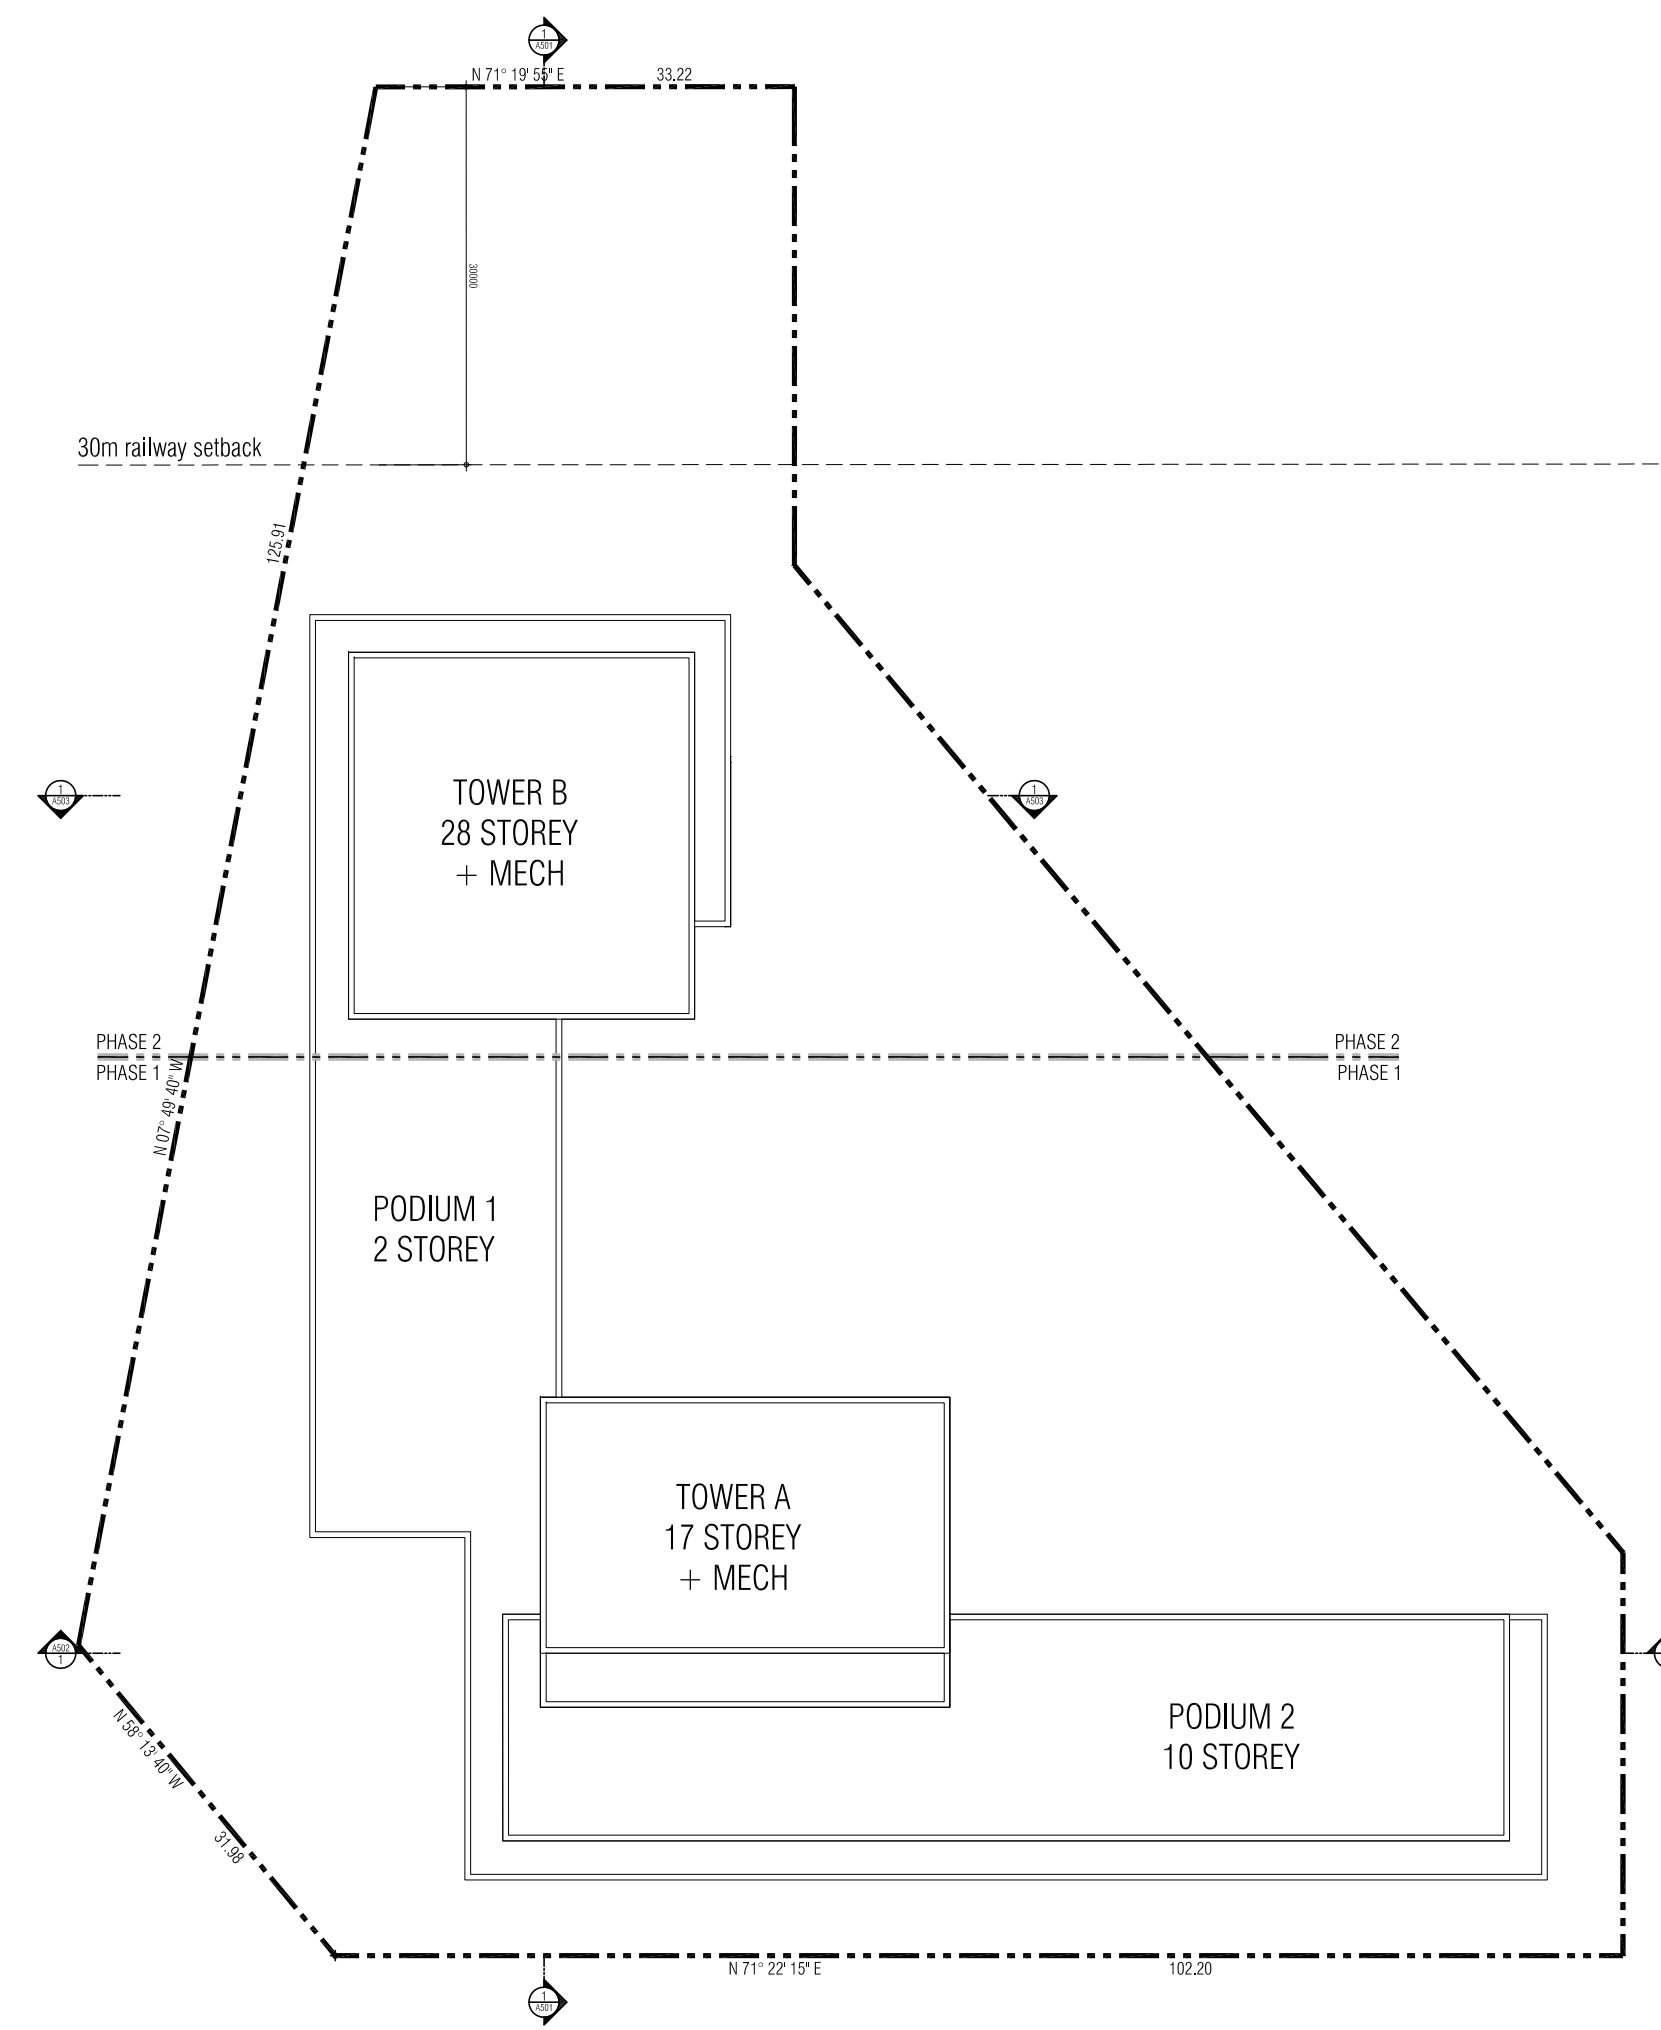 1
A501
N 71° 19' 55" E
33.22
30000
30m railway setback
125.91
TOWER B
28 STOREY
+ MECH
1
A503
1
A503
PHASE 2
PHASE 1
PHASE 2
PHASE 1
N 07° 49' 40" W
PODIUM 1
2 STOREY
TOWER A
17 STOREY
+ MECH
A502
1
PODIUM 2
10 STOREY
N 58° 13' 40" W
31.98
N 71° 22' 15" E
102.20
1
A501